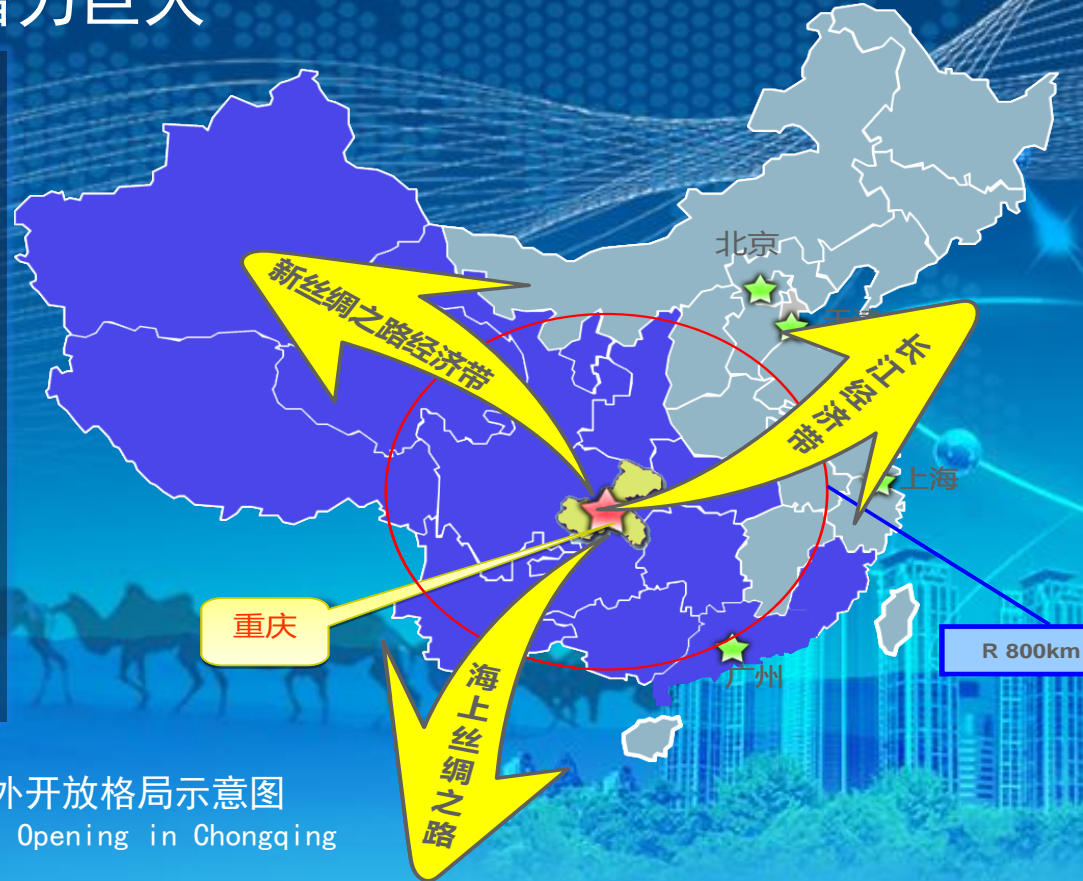 力巨大
北京
新丝绸之路经济带
长江经济带
上海
重庆
R 800km
广州
海上丝绸之路
外开放格局示意图
Opening in Chongqing